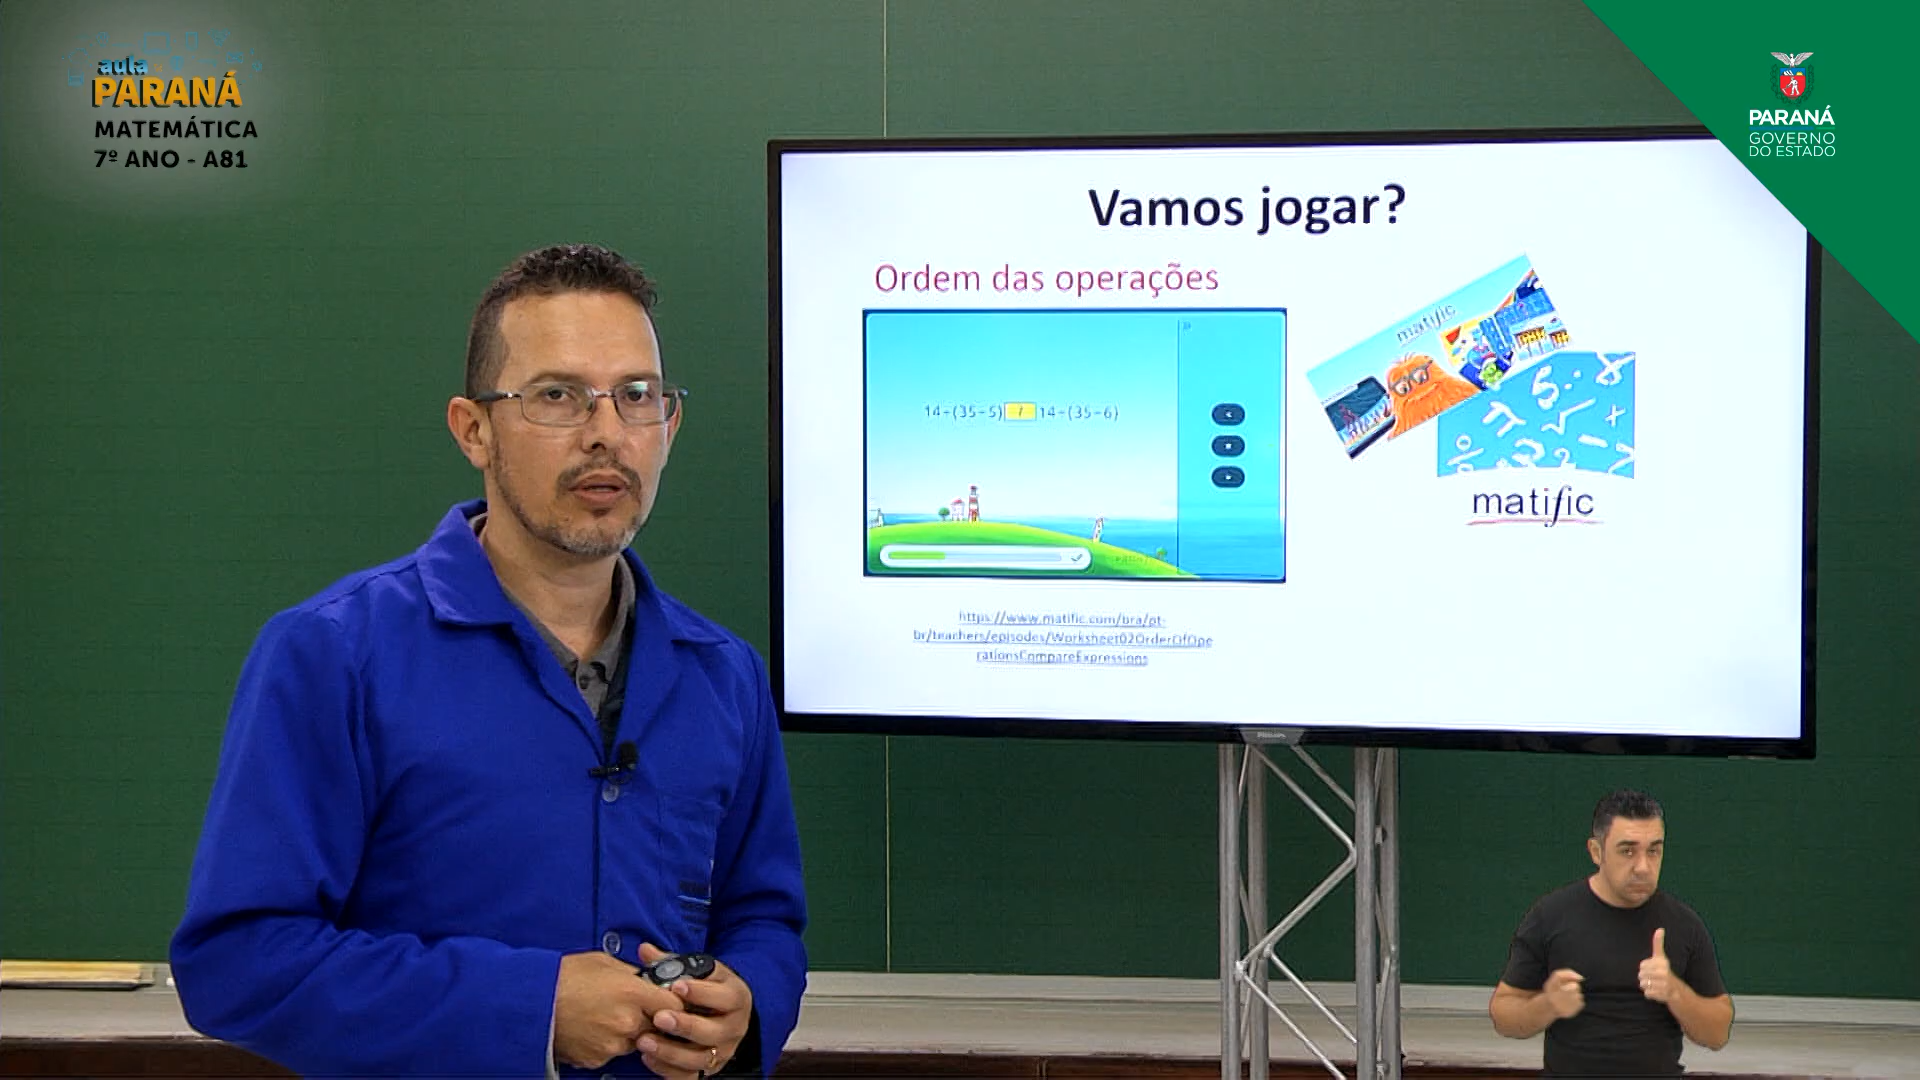 aula
PARANÁ
MATEMÁTICA
7º ANO - A81
PARANÁ
GOVERNO
DO ESTADO
Vamos jogar?
Ordem das operações
matific
14÷(35−5) ? 14÷(35−6)
matific
https://www.matific.com/bra/pt-
br/teachers/episodes/Worksheet02OrderOfOpe
rationsCompareExpressions
PHILIPS